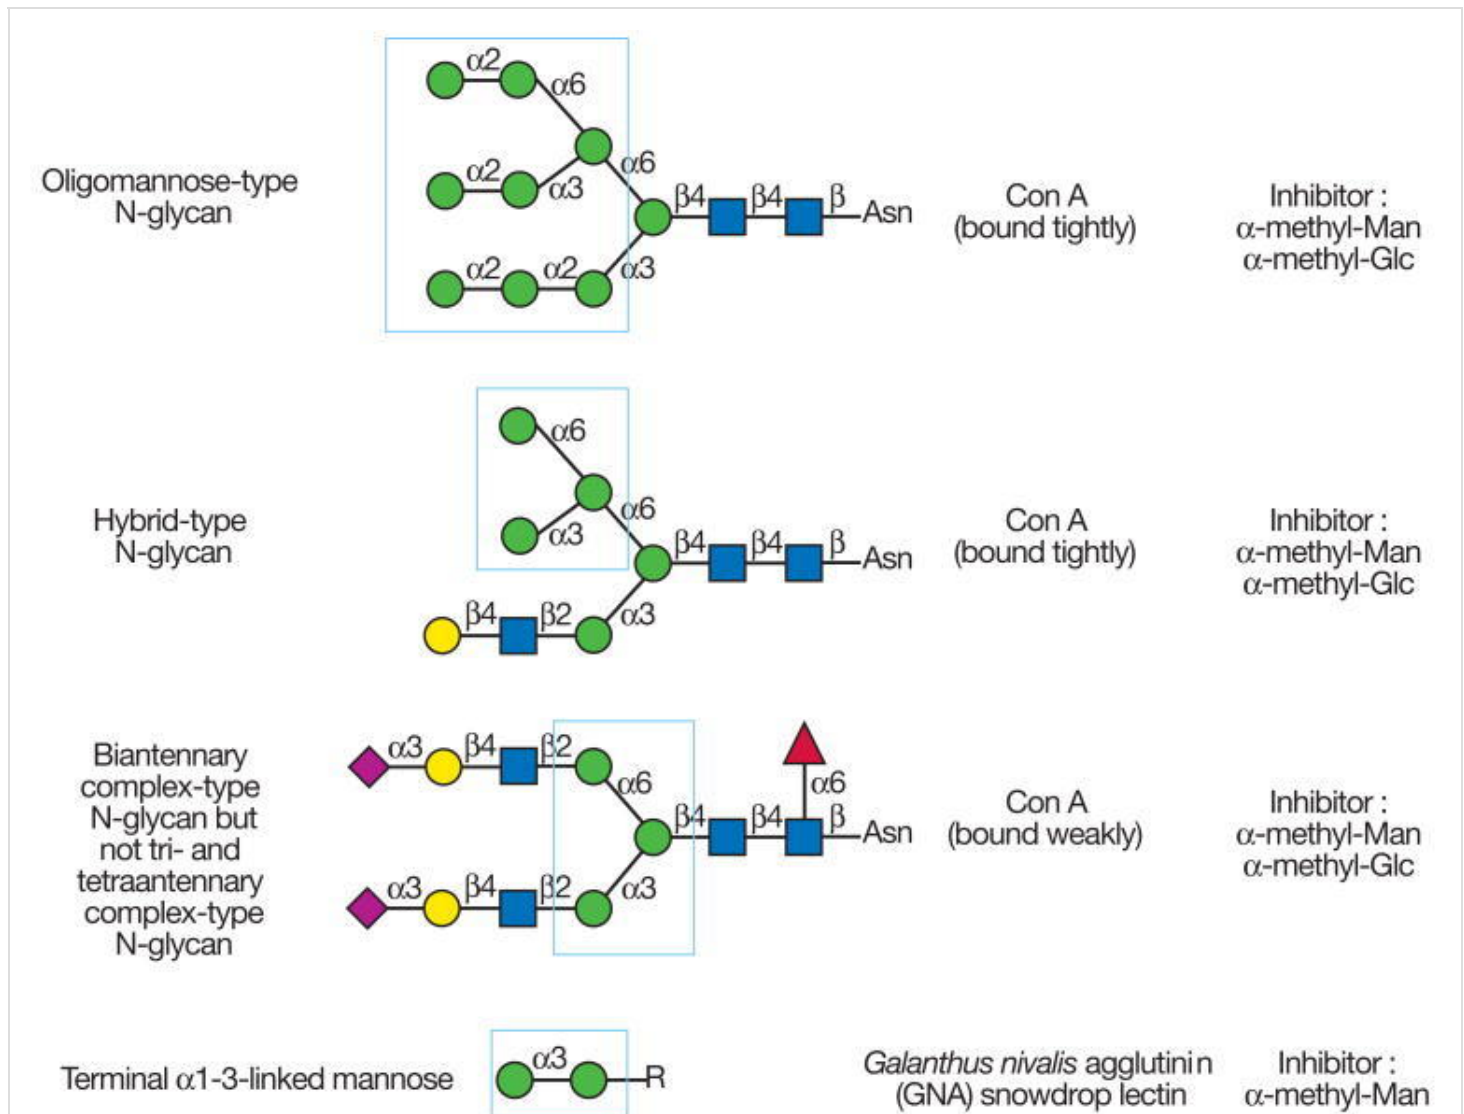 α2
α6
α2
α3
α6
α2
α2
α3
β4
β4
β
Asn
Oligomannose-type
N-glycan
Con A
(bound tightly)
Inhibitor :
α-methyl-Man
α-methyl-Glc
α6
α3
α6
β4
β2
α3
β4
β4
β
Asn
Hybrid-type
N-glycan
Con A
(bound tightly)
Inhibitor :
α-methyl-Man
α-methyl-Glc
Biantennary
complex-type
N-glycan but
not tri- and
tetraantennary
complex-type
N-glycan
α3
β4
β2
α6
α3
β4
β2
α3
β4
β4
α6
β
Asn
Con A
(bound weakly)
Inhibitor :
α-methyl-Man
α-methyl-Glc
Terminal α1-3-linked mannose
α3
R
Galanthus nivalis agglutinin
(GNA) snowdrop lectin
Inhibitor :
α-methyl-Man